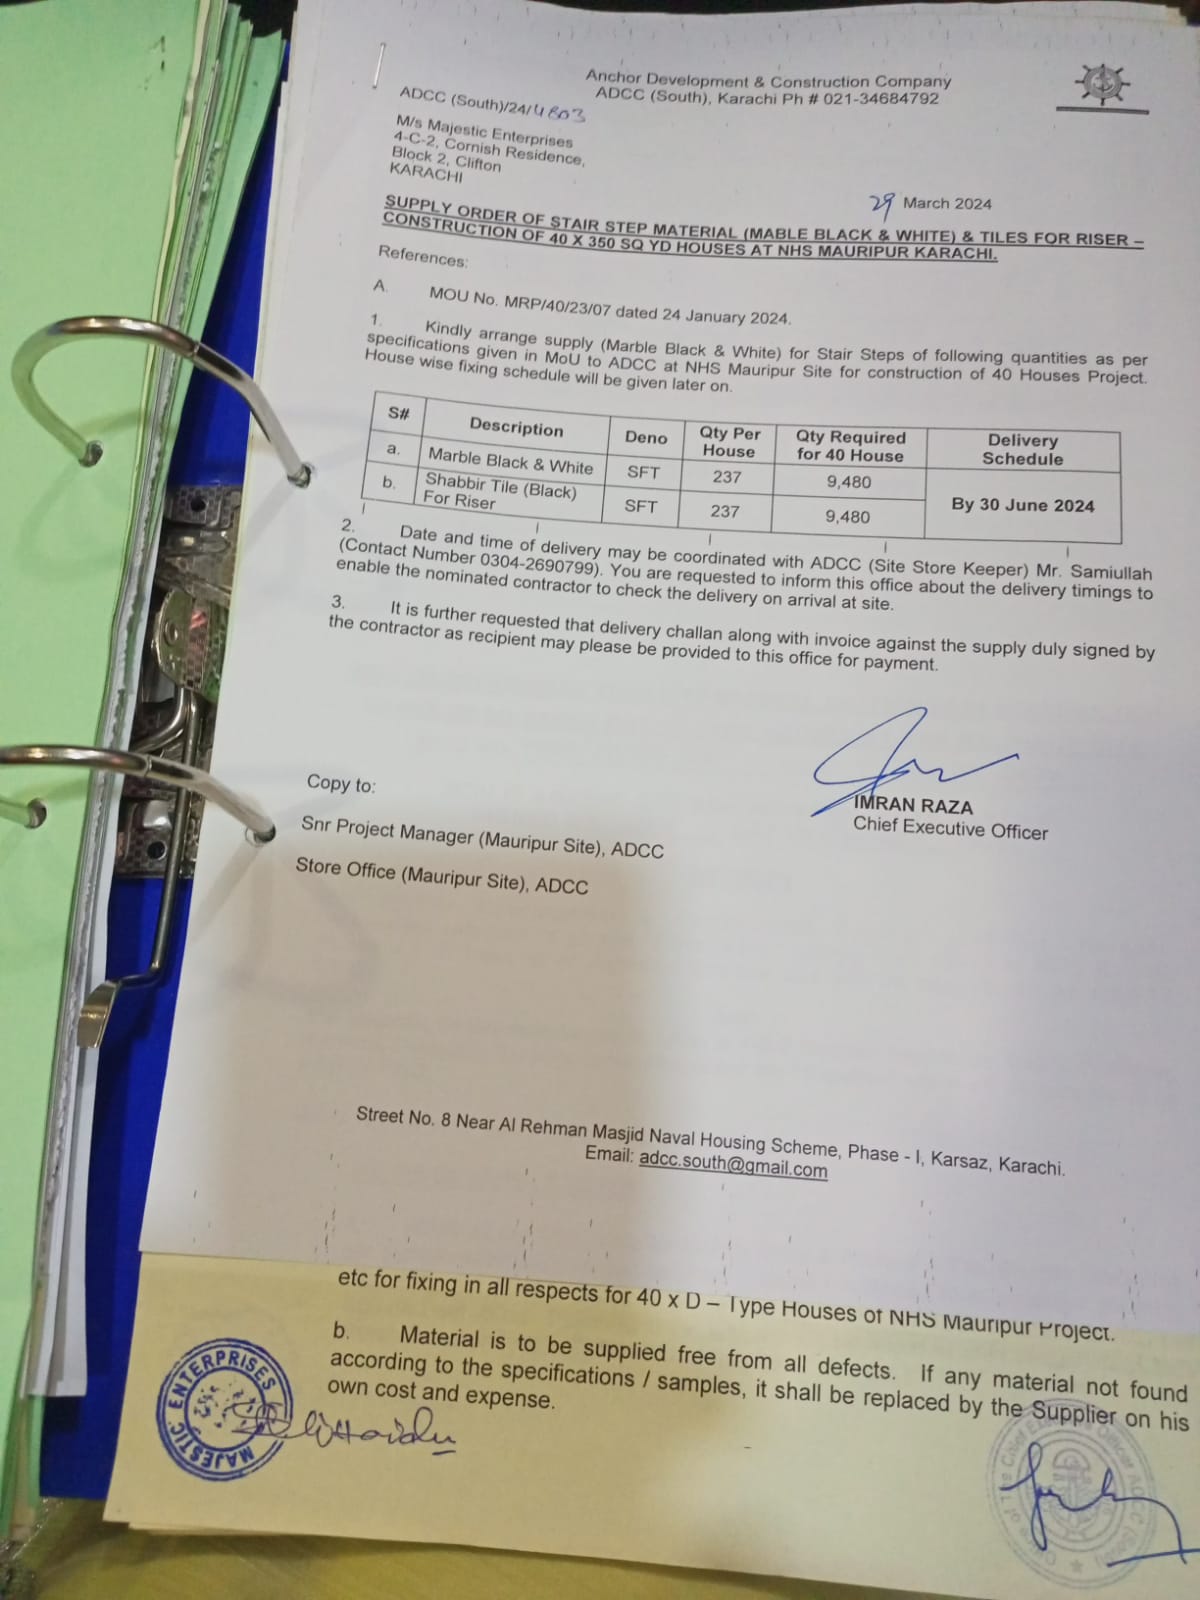 Anchor Development & Construction Company
ADCC (South), Karachi Ph # 021-34684792
ADCC (South)/24/4803
M/s Majestic Enterprises
4-C-2, Cornish Residence,
Block 2, Clifton
KARACHI
29 March 2024
SUPPLY ORDER OF STAIR STEP MATERIAL (MABLE BLACK & WHITE) & TILES FOR RISER –
CONSTRUCTION OF 40 X 350 SQ YD HOUSES AT NHS MAURIPUR KARACHI.
References:
A. MOU No. MRP/40/23/07 dated 24 January 2024.
1. Kindly arrange supply (Marble Black & White) for Stair Steps of following quantities as per
specifications given in MoU to ADCC at NHS Mauripur Site for construction of 40 Houses Project.
House wise fixing schedule will be given later on.
S# Description Deno Qty Per House Qty Required for 40 House Delivery Schedule
a. Marble Black & White SFT 237 9,480 By 30 June 2024
b. Shabbir Tile (Black) For Riser SFT 237 9,480
2. Date and time of delivery may be coordinated with ADCC (Site Store Keeper) Mr. Samiullah
(Contact Number 0304-2690799). You are requested to inform this office about the delivery timings to
enable the nominated contractor to check the delivery on arrival at site.
3. It is further requested that delivery challan along with invoice against the supply duly signed by
the contractor as recipient may please be provided to this office for payment.
IMRAN RAZA
Chief Executive Officer
Copy to:
Snr Project Manager (Mauripur Site), ADCC
Store Office (Mauripur Site), ADCC
Street No. 8 Near Al Rehman Masjid Naval Housing Scheme, Phase - I, Karsaz, Karachi.
Email: adcc.south@gmail.com
etc for fixing in all respects for 40 x D – Type Houses of NHS Mauripur Project.
b. Material is to be supplied free from all defects. If any material not found
according to the specifications / samples, it shall be replaced by the Supplier on his
own cost and expense.
MAJESTIC ENTERPRISES